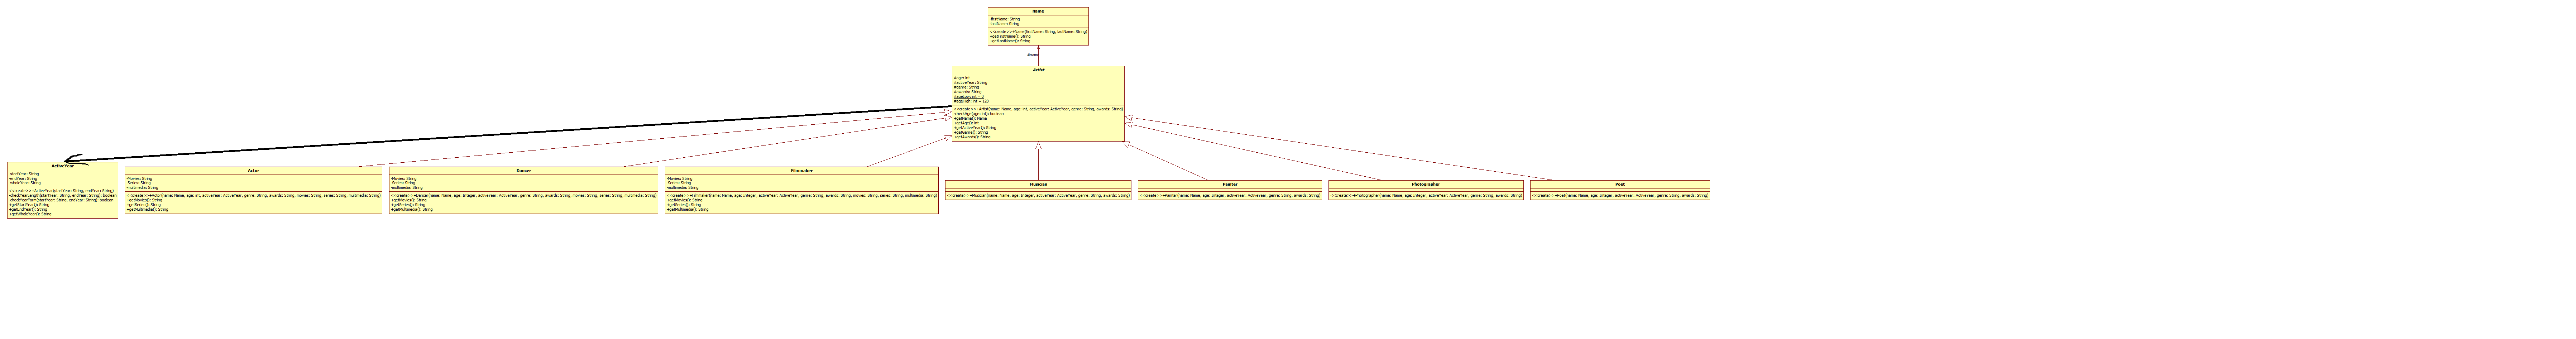 Name
-firstName: String
-lastName: String
<<create>>+Name(firstName: String, lastName: String)
+getFirstName(): String
+getLastName(): String
#name
Artist
#age: int
#activeYear: String
#genre: String
#awards: String
#ageLow: int = 0
#ageHigh: int = 128
<<create>>+Artist(name: Name, age: int, activeYear: ActiveYear, genre: String, awards: String)
-checkAge(age: int): boolean
+getName(): Name
+getAge(): int
+getActiveYear(): String
+getGenre(): String
+getAwards(): String
ActiveYear
-startYear: String
-endYear: String
-wholeYear: String
<<create>>+ActiveYear(startYear: String, endYear: String)
-checkYearLength(startYear: String, endYear: String): boolean
-checkYearForm(startYear: String, endYear: String): boolean
+getStartYear(): String
+getEndYear(): String
+getWholeYear(): String
Actor
-Movies: String
-Series: String
-multimedia: String
<<create>>+Actor(name: Name, age: int, activeYear: ActiveYear, genre: String, awards: String, movies: String, series: String, multimedia: String)
+getMovies(): String
+getSeries(): String
+getMultimedia(): String
Dancer
-Movies: String
-Series: String
-multimedia: String
<<create>>+Dancer(name: Name, age: Integer, activeYear: ActiveYear, genre: String, awards: String, movies: String, series: String, multimedia: String)
+getMovies(): String
+getSeries(): String
+getMultimedia(): String
Filmmaker
-Movies: String
-Series: String
-multimedia: String
<<create>>+Filmmaker(name: Name, age: Integer, activeYear: ActiveYear, genre: String, awards: String, movies: String, series: String, multimedia: String)
+getMovies(): String
+getSeries(): String
+getMultimedia(): String
Musician
<<create>>+Musician(name: Name, age: Integer, activeYear: ActiveYear, genre: String, awards: String)
Painter
<<create>>+Painter(name: Name, age: Integer, activeYear: ActiveYear, genre: String, awards: String)
Photographer
<<create>>+Photographer(name: Name, age: Integer, activeYear: ActiveYear, genre: String, awards: String)
Poet
<<create>>+Poet(name: Name, age: Integer, activeYear: ActiveYear, genre: String, awards: String)